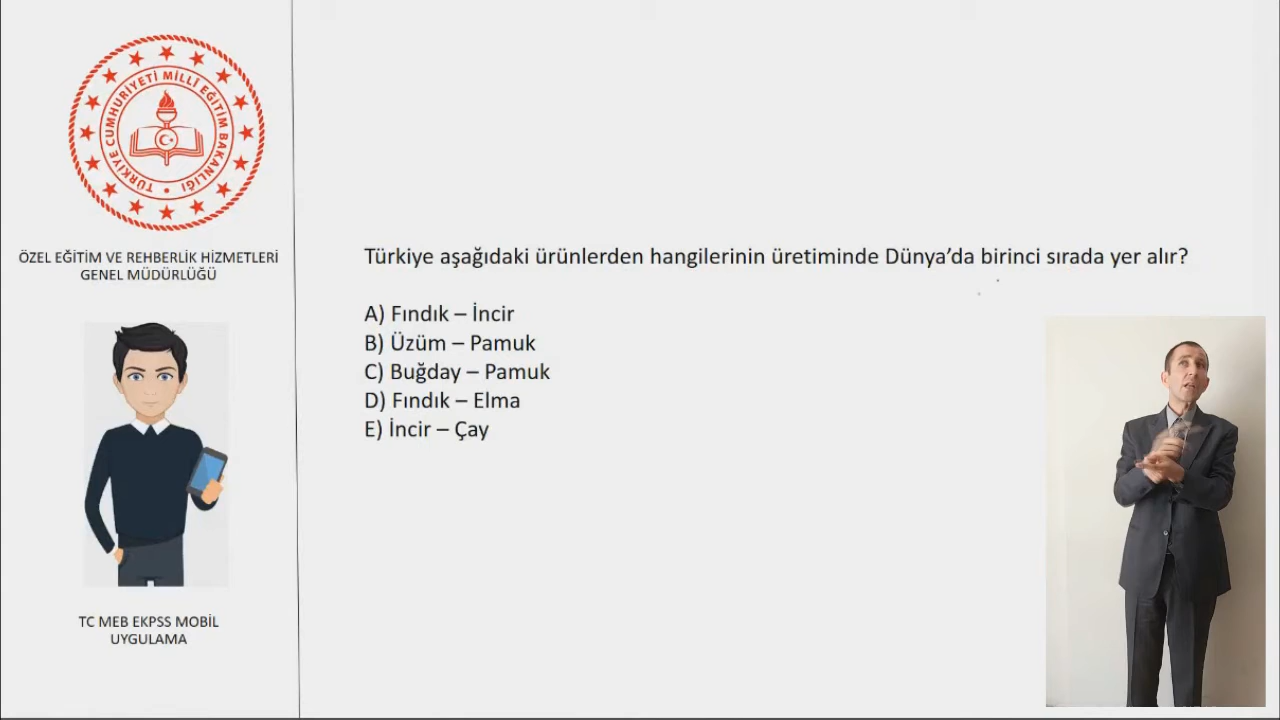 TÜRKİYE CUMHURİYETİ MİLLİ EĞİTİM BAKANLIĞI
ÖZEL EĞİTİM VE REHBERLİK HİZMETLERİ
GENEL MÜDÜRLÜĞÜ
TC MEB EKPSS MOBİL
UYGULAMA
Türkiye aşağıdaki ürünlerden hangilerinin üretiminde Dünya’da birinci sırada yer alır?
A) Fındık – İncir
B) Üzüm – Pamuk
C) Buğday – Pamuk
D) Fındık – Elma
E) İncir – Çay